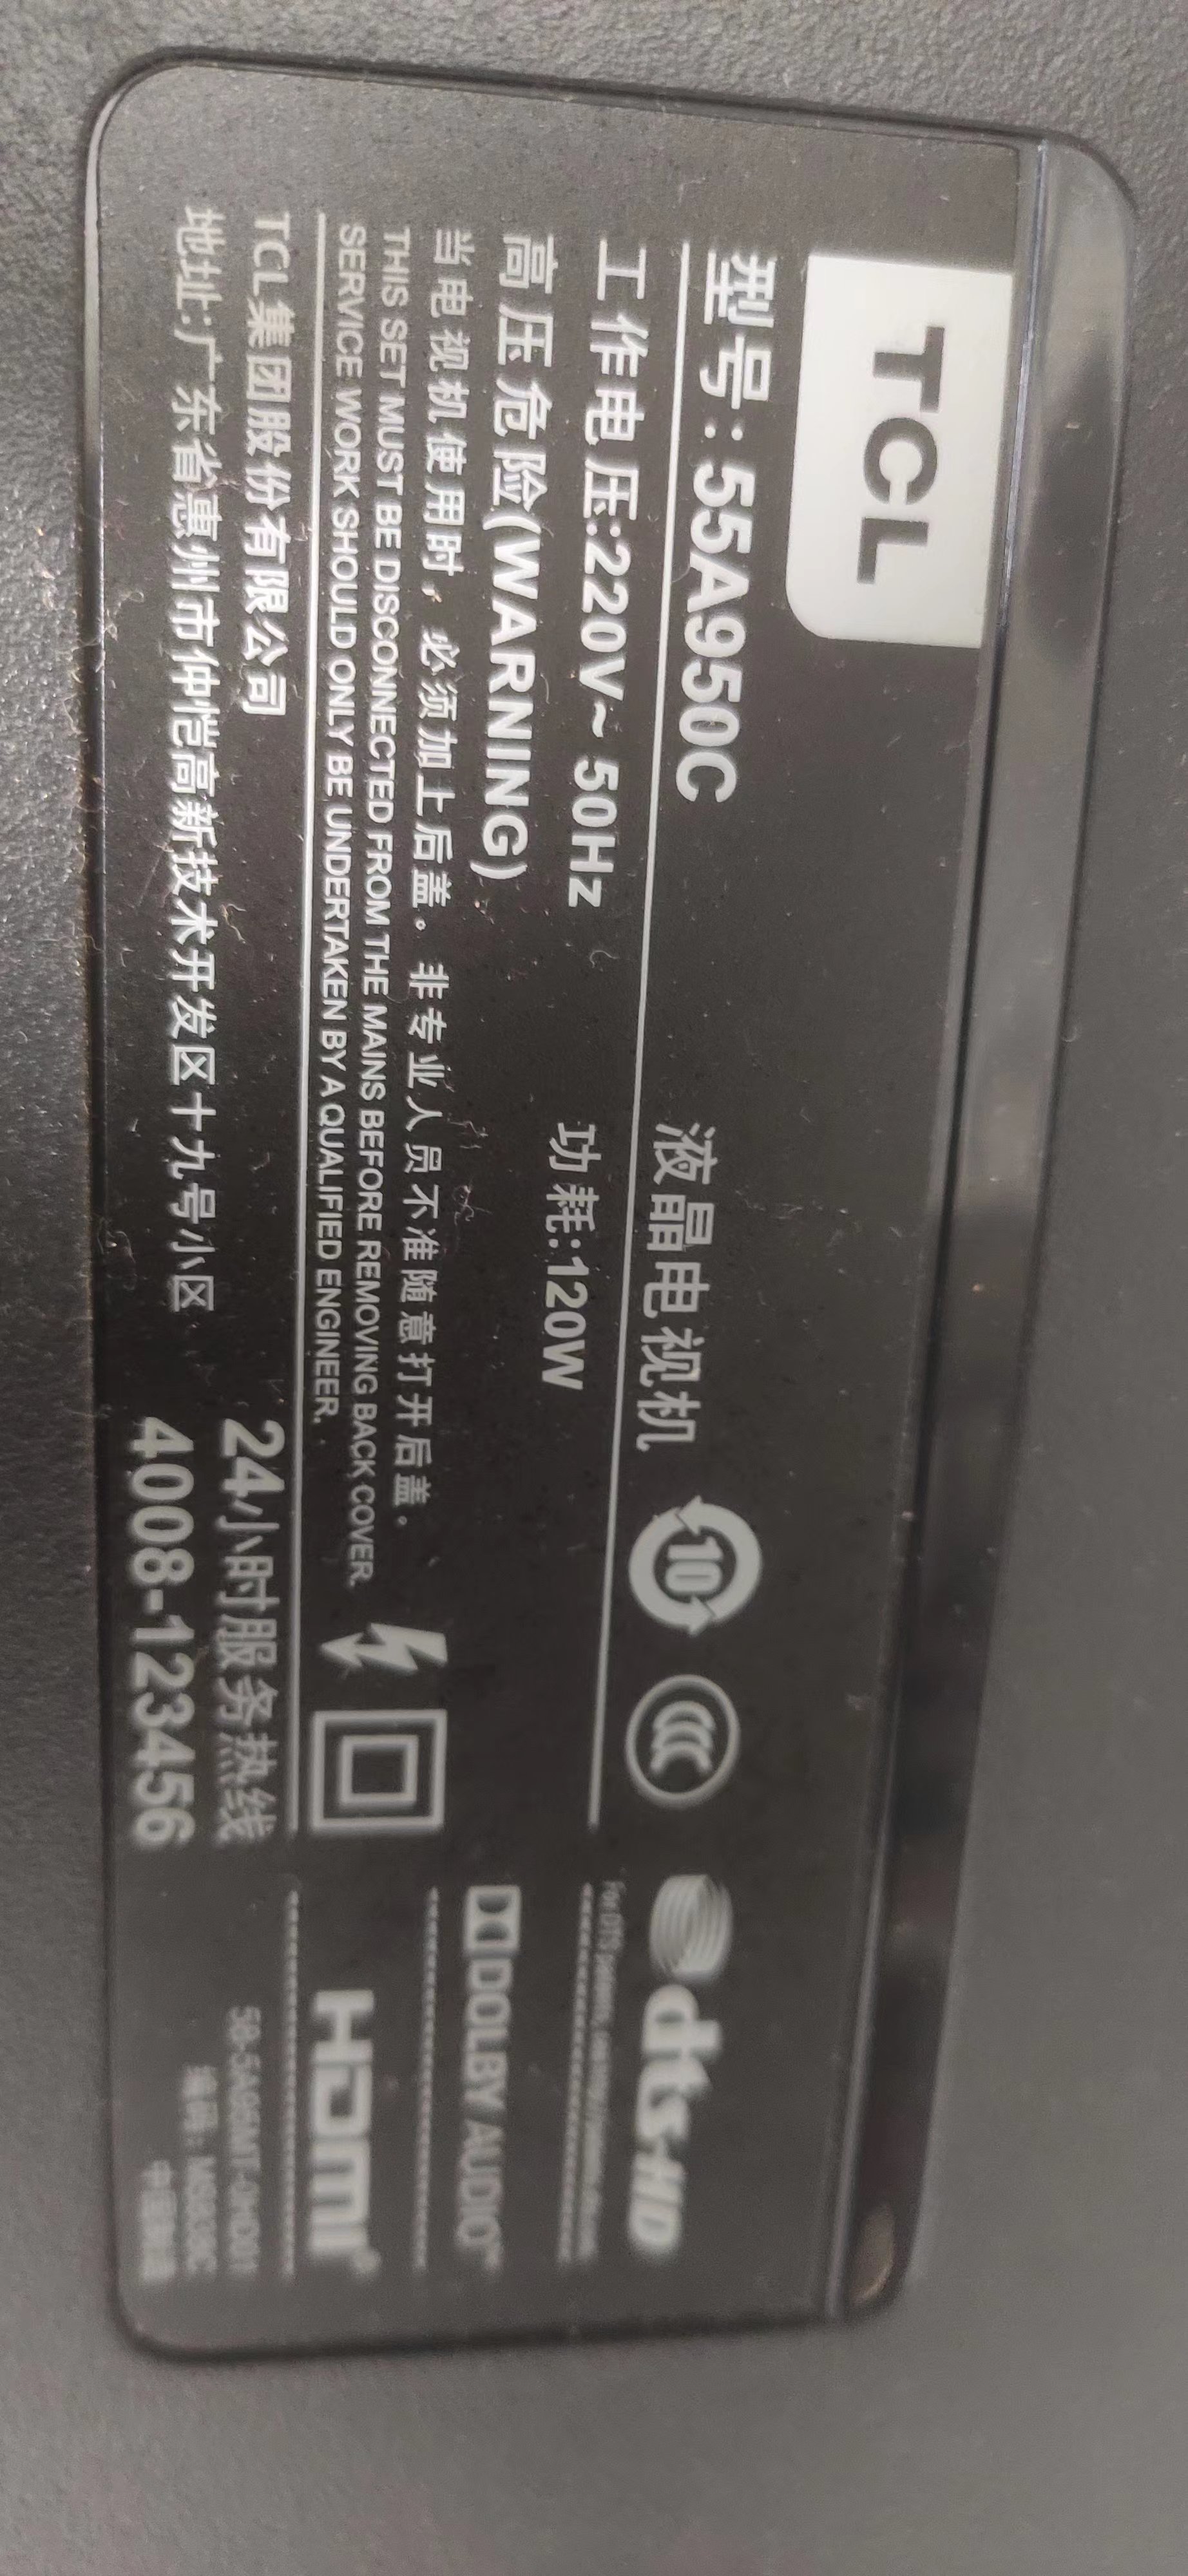 TCL
型号:55A950C
液晶电视机
10
工作电压:220V~ 50Hz
功耗:120W
高压危险(WARNING)
当电视机使用时，必须加上后盖。非专业人员不准随意打开后盖.
THIS SET MUST BE DISCONNECTED FROM THE MAINS BEFORE REMOVING BACK COVER.
SERVICE WORK SHOULD ONLY BE UNDERTAKEN BY A QUALIFIED ENGINEER.
TCL集团股份有限公司
地址:广东省惠州市仲恺高新技术开发区十九号小区
24小时服务热线
4008-123456
dts-HD
DOLBY AUDIO™
HDMI®
中国制造